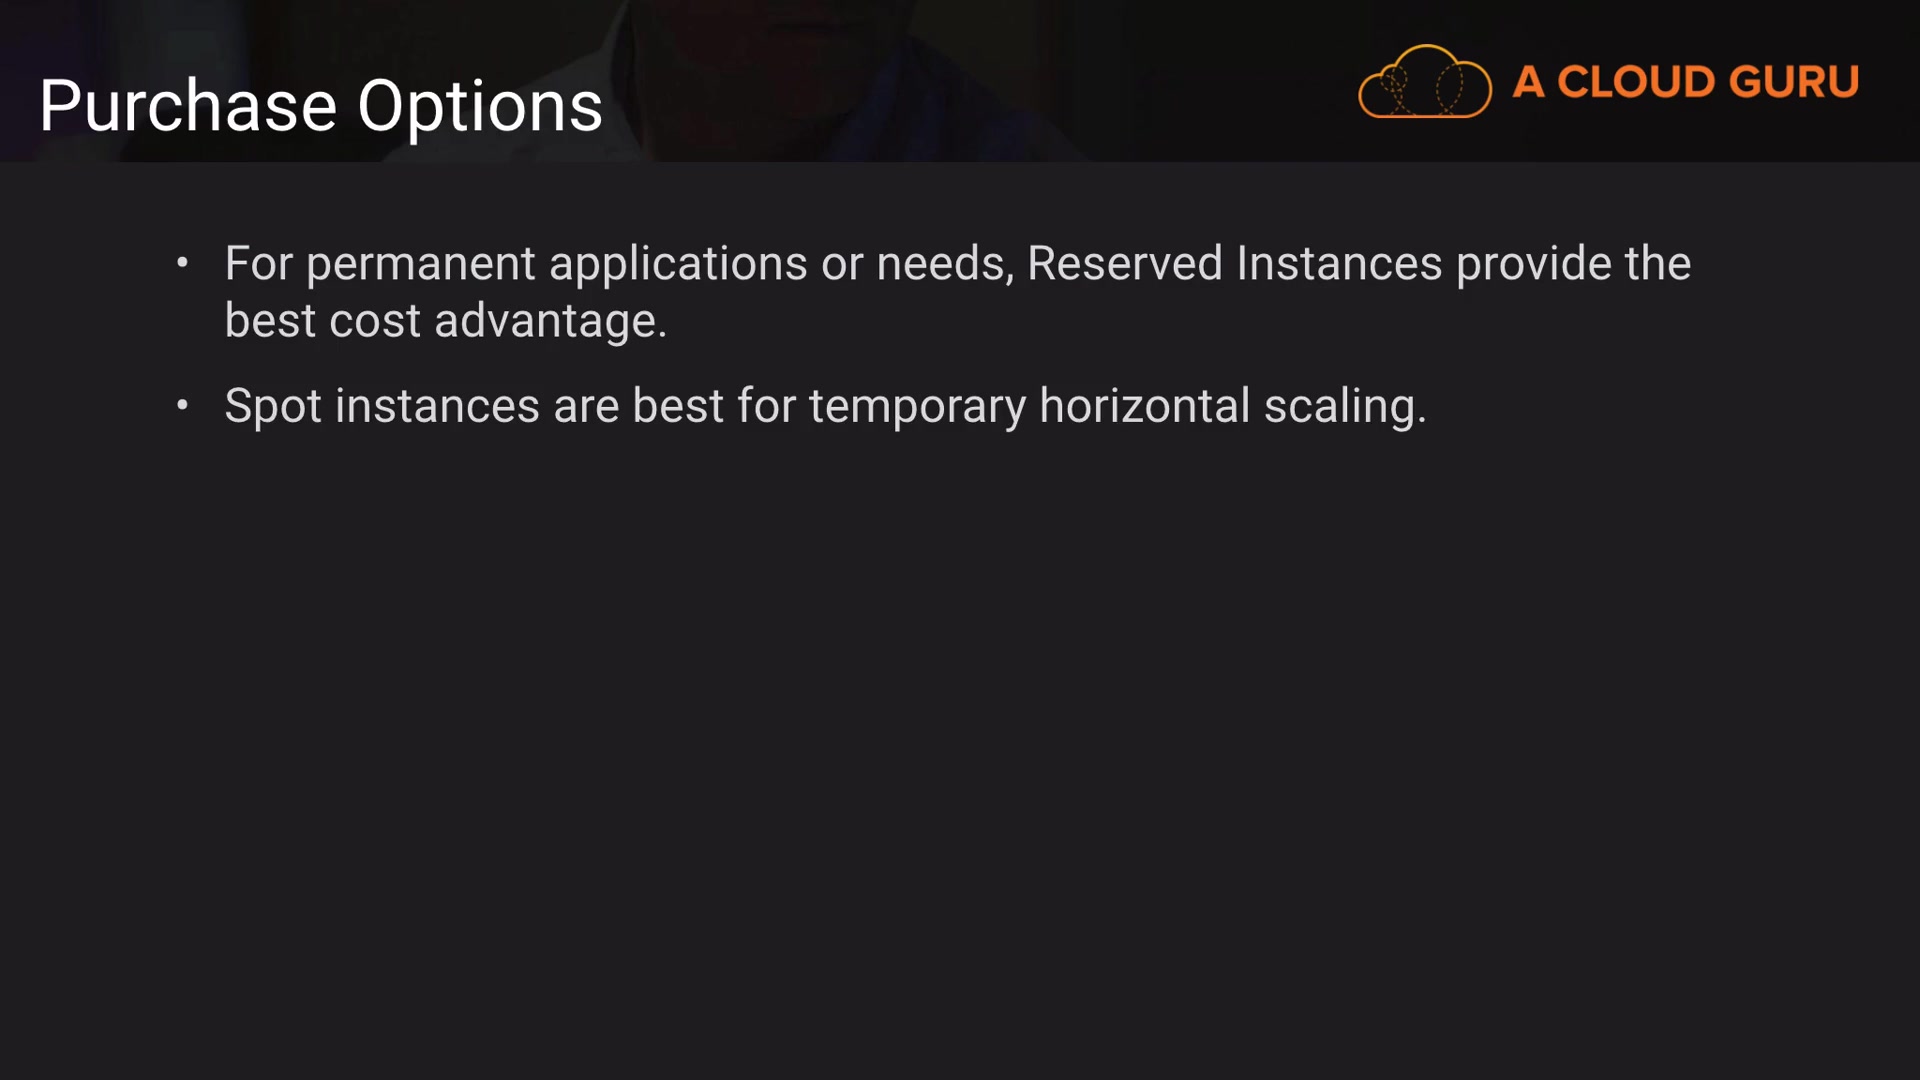 Purchase Options
A CLOUD GURU
• For permanent applications or needs, Reserved Instances provide the
best cost advantage.
• Spot instances are best for temporary horizontal scaling.